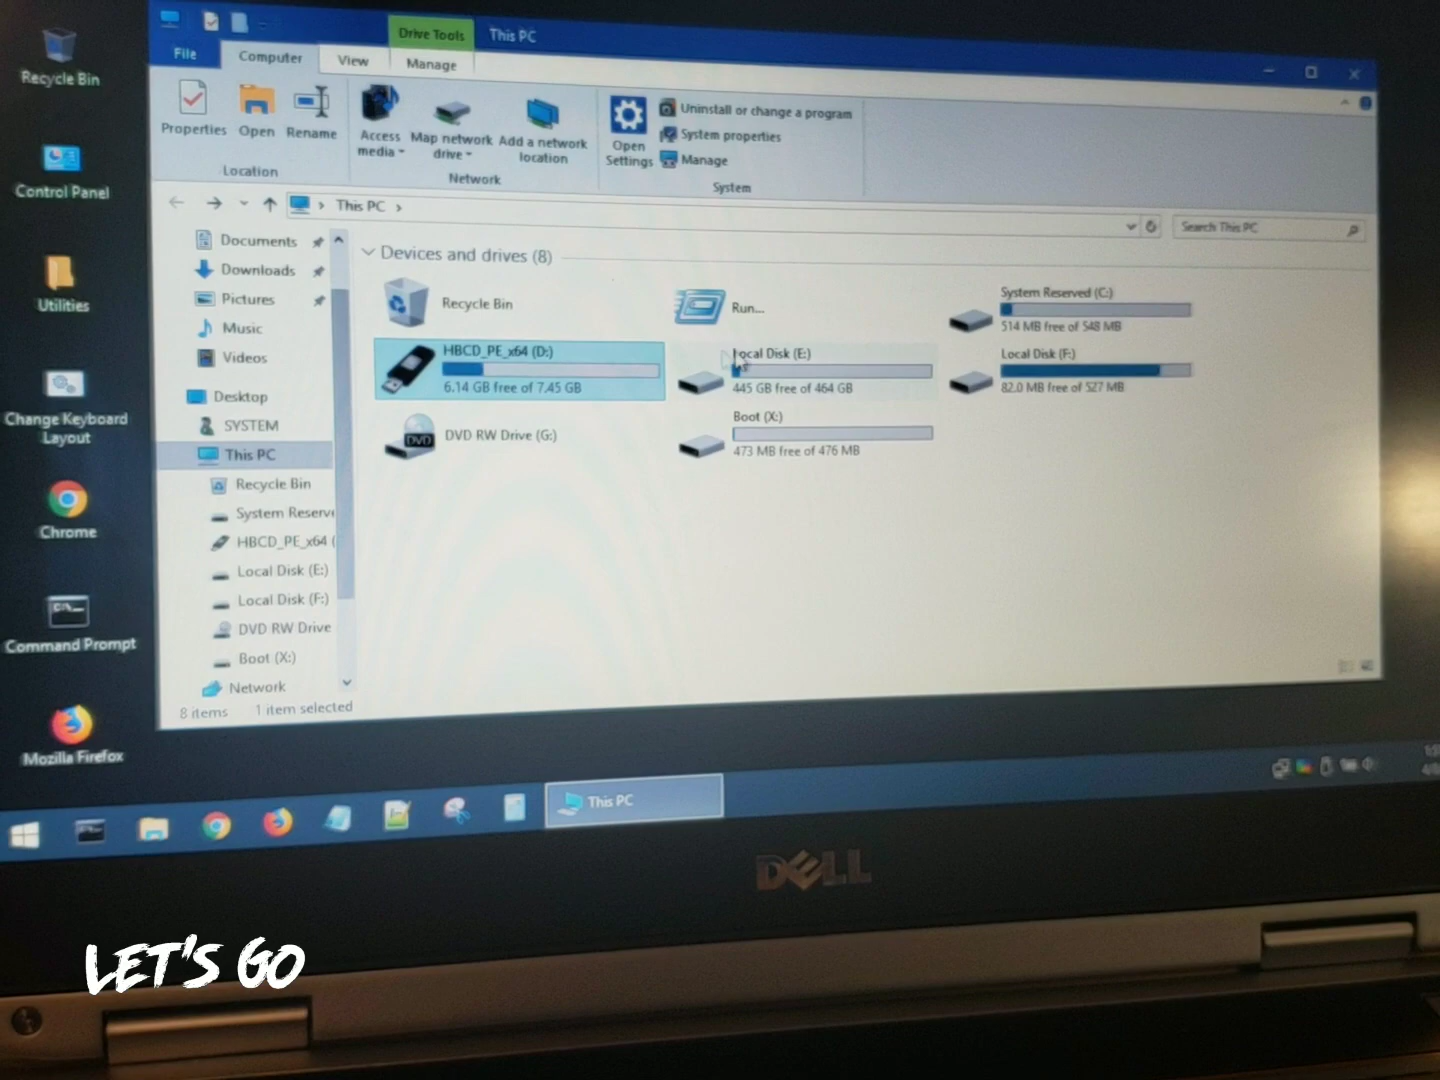 Drive Tools
This PC
File
Computer
View
Manage
Properties
Open
Rename
Access media
Map network drive
Add a network location
Open Settings
Uninstall or change a program
System properties
Manage
Location
Network
System
This PC
Search This PC
Recycle Bin
Control Panel
Utilities
Change Keyboard
Layout
Chrome
Command Prompt
Mozilla Firefox
Documents
Downloads
Pictures
Music
Videos
Desktop
SYSTEM
This PC
Recycle Bin
System Reserv
HBCD_PE_x64 (
Local Disk (E:)
Local Disk (F:)
DVD RW Drive
Boot (X:)
Network
8 items
1 item selected
Devices and drives (8)
Recycle Bin
Run...
System Reserved (C:)
514 MB free of 548 MB
HBCD_PE_x64 (D:)
6.14 GB free of 7.45 GB
Local Disk (E:)
445 GB free of 464 GB
Local Disk (F:)
82.0 MB free of 527 MB
DVD
DVD RW Drive (G:)
Boot (X:)
473 MB free of 476 MB
This PC
DELL
LET'S GO